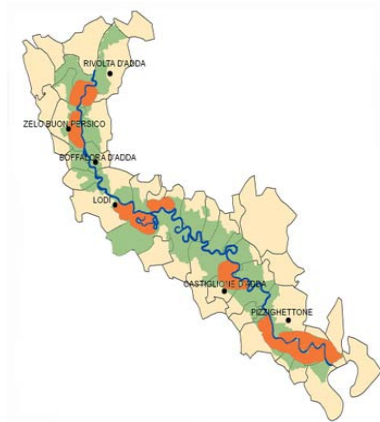 RIVOLTA D'ADDA
ZELO BUON PERSICO
BOFFALORA D'ADDA
LODI
CASTIGLIONE D'ADDA
PIZZIGHETTONE